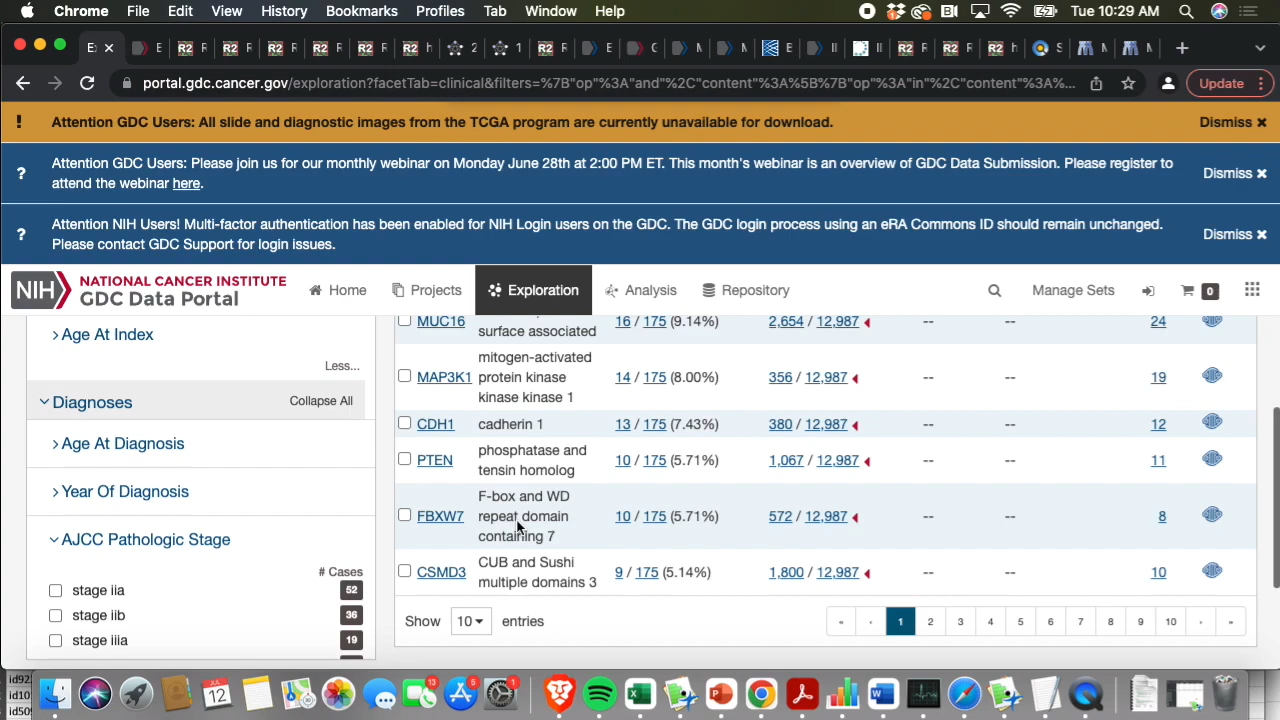 Chrome File Edit View History Bookmarks Profiles Tab Window Help Tue 10:29 AM
portal.gdc.cancer.gov/exploration?facetTab=clinical&filters=%7B"op"%3A"and"%2C"content"%3A%5B%7B"op"%3A"in"%2C"content"%3A%... Update
! Attention GDC Users: All slide and diagnostic images from the TCGA program are currently unavailable for download. Dismiss ×
? Attention GDC Users: Please join us for our monthly webinar on Monday June 28th at 2:00 PM ET. This month's webinar is an overview of GDC Data Submission. Please register to
attend the webinar here. Dismiss ×
? Attention NIH Users! Multi-factor authentication has been enabled for NIH Login users on the GDC. The GDC login process using an eRA Commons ID should remain unchanged.
Please contact GDC Support for login issues. Dismiss ×
NIH NATIONAL CANCER INSTITUTE
GDC Data Portal
Home Projects Exploration Analysis Repository Manage Sets 0
Age At Index
Less...
Diagnoses Collapse All
Age At Diagnosis
Year Of Diagnosis
AJCC Pathologic Stage
# Cases
stage iia 52
stage iib 36
stage iiia 19
MUC16 surface associated 16 / 175 (9.14%) 2,654 / 12,987 -- -- 24
mitogen-activated
MAP3K1 protein kinase 14 / 175 (8.00%) 356 / 12,987 -- -- 19
kinase kinase 1
CDH1 cadherin 1 13 / 175 (7.43%) 380 / 12,987 -- -- 12
phosphatase and
PTEN 10 / 175 (5.71%) 1,067 / 12,987 -- -- 11
tensin homolog
F-box and WD
FBXW7 repeat domain 10 / 175 (5.71%) 572 / 12,987 -- -- 8
containing 7
CUB and Sushi
CSMD3 9 / 175 (5.14%) 1,800 / 12,987 -- -- 10
multiple domains 3
Show 10 entries « ‹ 1 2 3 4 5 6 7 8 9 10 › »